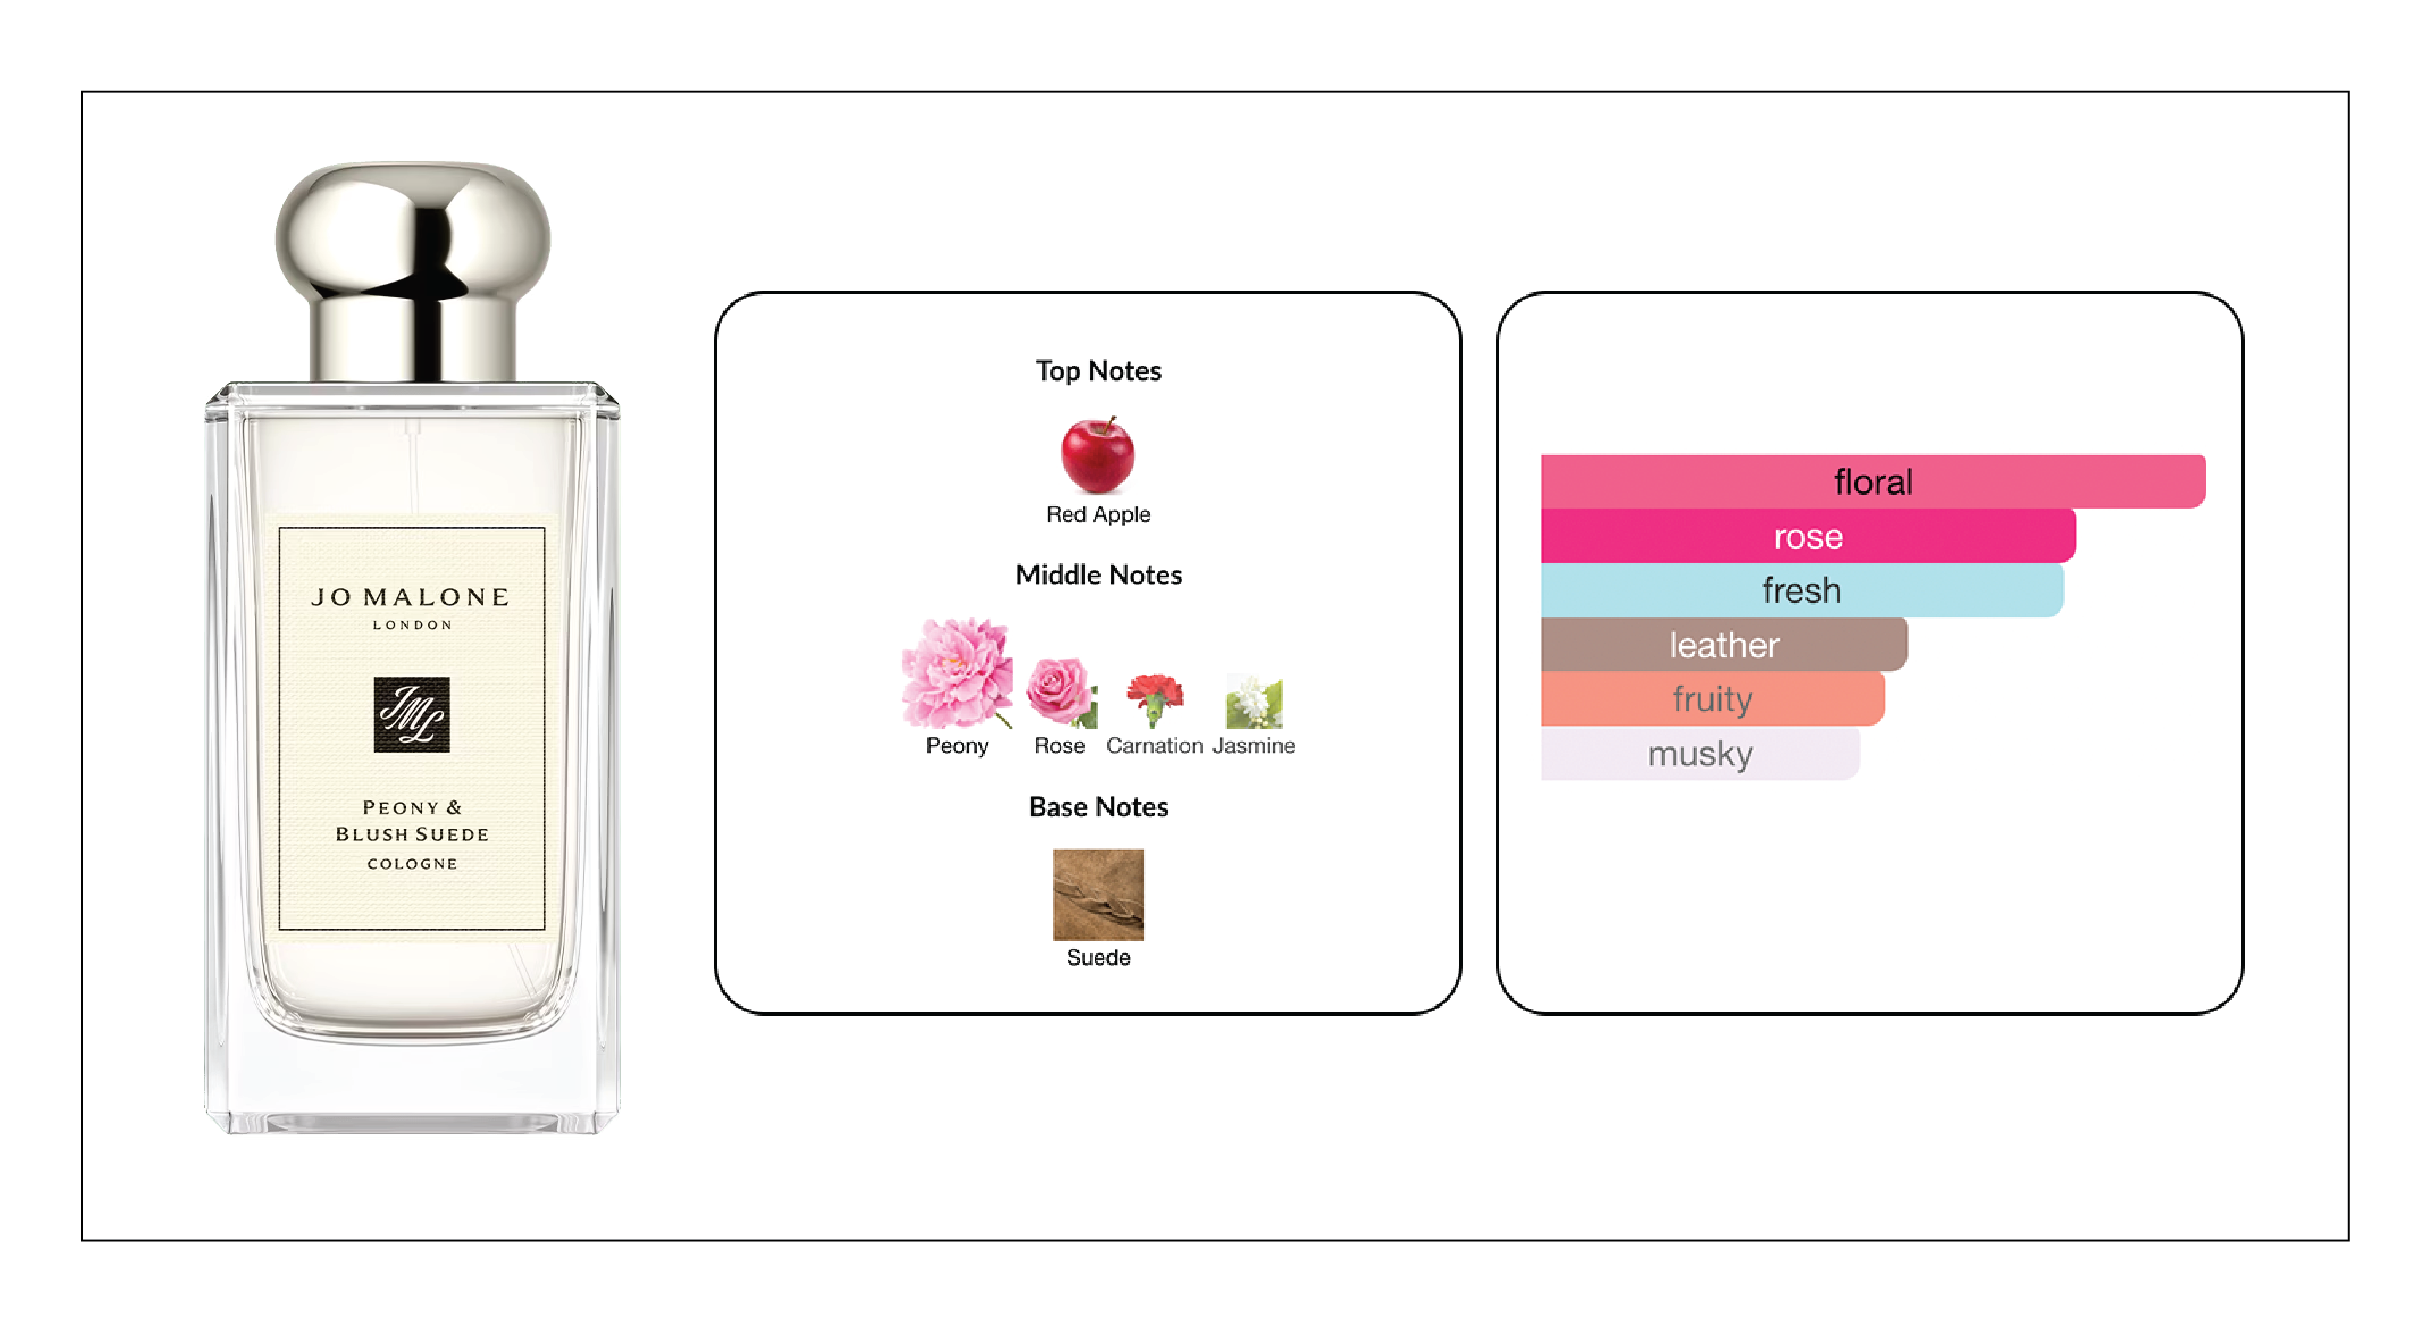 JO MALONE
LONDON
JML
PEONY &
BLUSH SUEDE
COLOGNE
Top Notes
Red Apple
Middle Notes
Peony Rose Carnation Jasmine
Base Notes
Suede
floral
rose
fresh
leather
fruity
musky